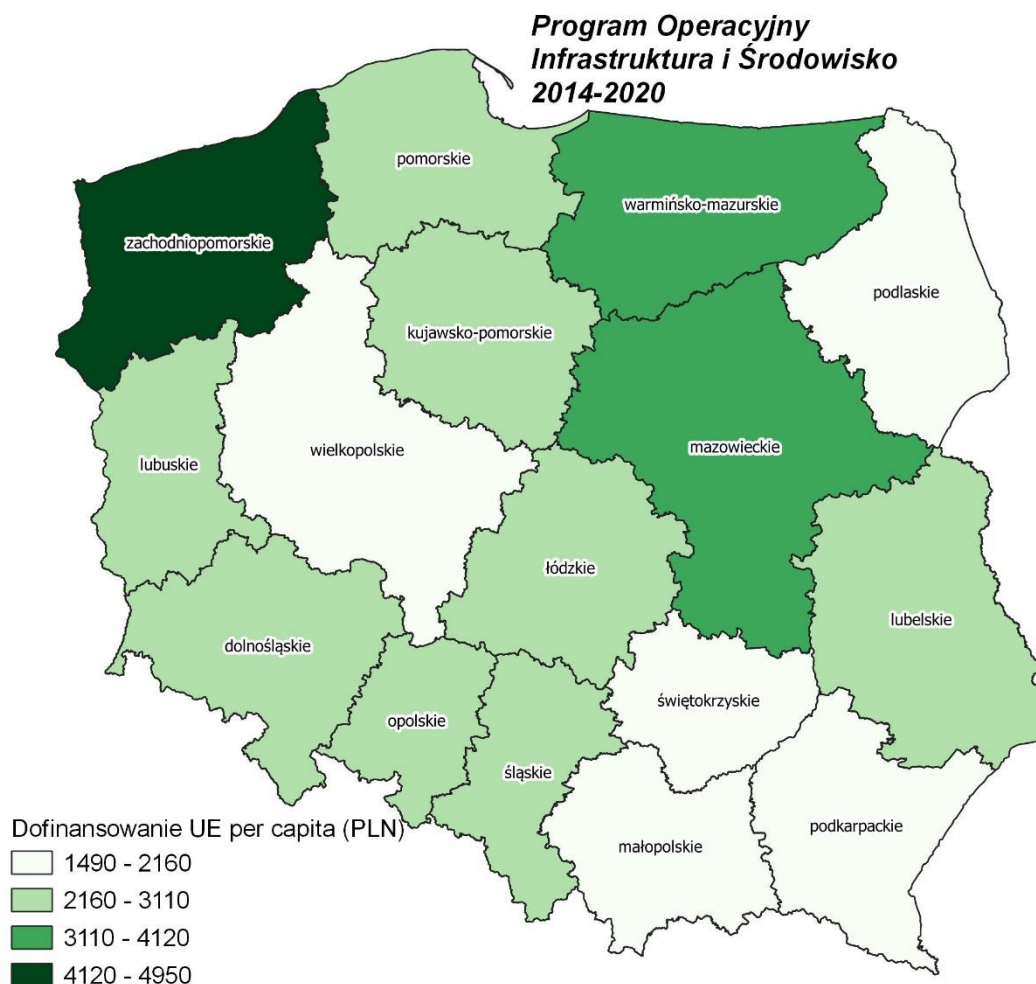 Program Operacyjny
Infrastruktura i Środowisko
2014-2020
pomorskie
warmińsko-mazurskie
zachodniopomorskie
podlaskie
kujawsko-pomorskie
mazowieckie
wielkopolskie
lubuskie
łódzkie
lubelskie
dolnośląskie
świętokrzyskie
opolskie
śląskie
podkarpackie
małopolskie
Dofinansowanie UE per capita (PLN)
1490 - 2160
2160 - 3110
3110 - 4120
4120 - 4950